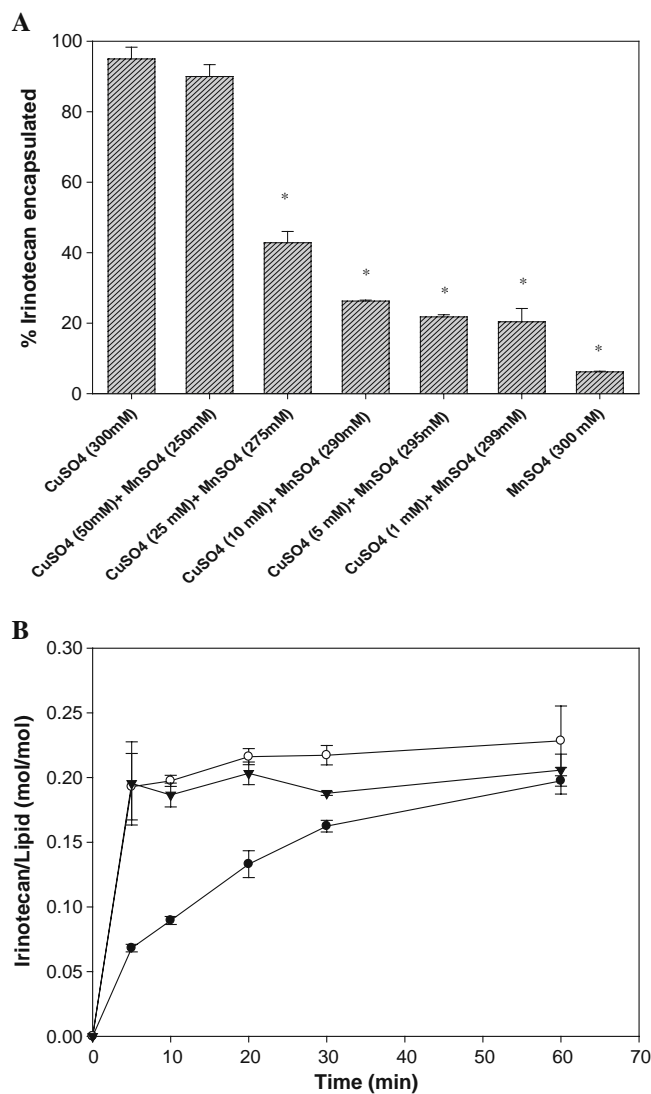 A
% Irinotecan encapsulated
100
80
60
40
20
0
*
*
*
*
*
CuSO4 (300mM)
CuSO4 (50mM)+ MnSO4 (250mM)
CuSO4 (25 mM)+ MnSO4 (275mM)
CuSO4 (10 mM)+ MnSO4 (290mM)
CuSO4 (5 mM)+ MnSO4 (295mM)
CuSO4 (1 mM)+ MnSO4 (299mM)
MnSO4 (300 mM)
B
Irinotecan/Lipid (mol/mol)
0.30
0.25
0.20
0.15
0.10
0.05
0.00
0 10 20 30 40 50 60 70
Time (min)